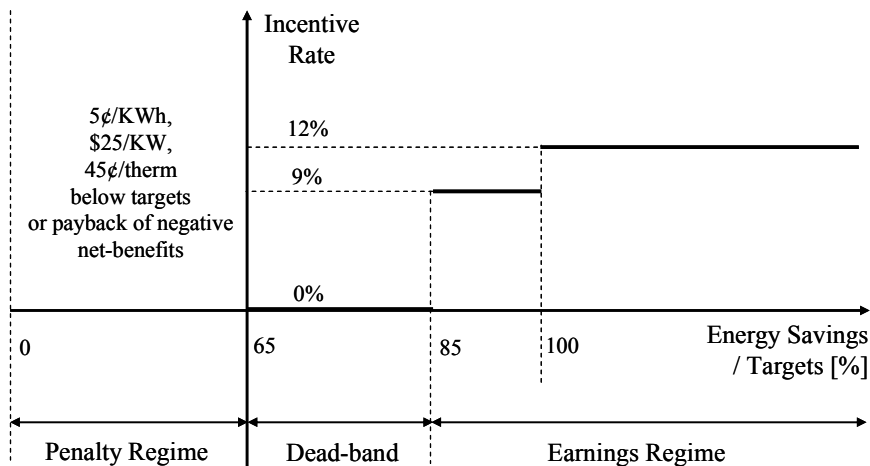 Incentive
Rate
5¢/KWh,
$25/KW,
45¢/therm
below targets
or payback of negative
net-benefits
12%
9%
0%
0
65
85
100
Energy Savings
/ Targets [%]
Penalty Regime
Dead-band
Earnings Regime